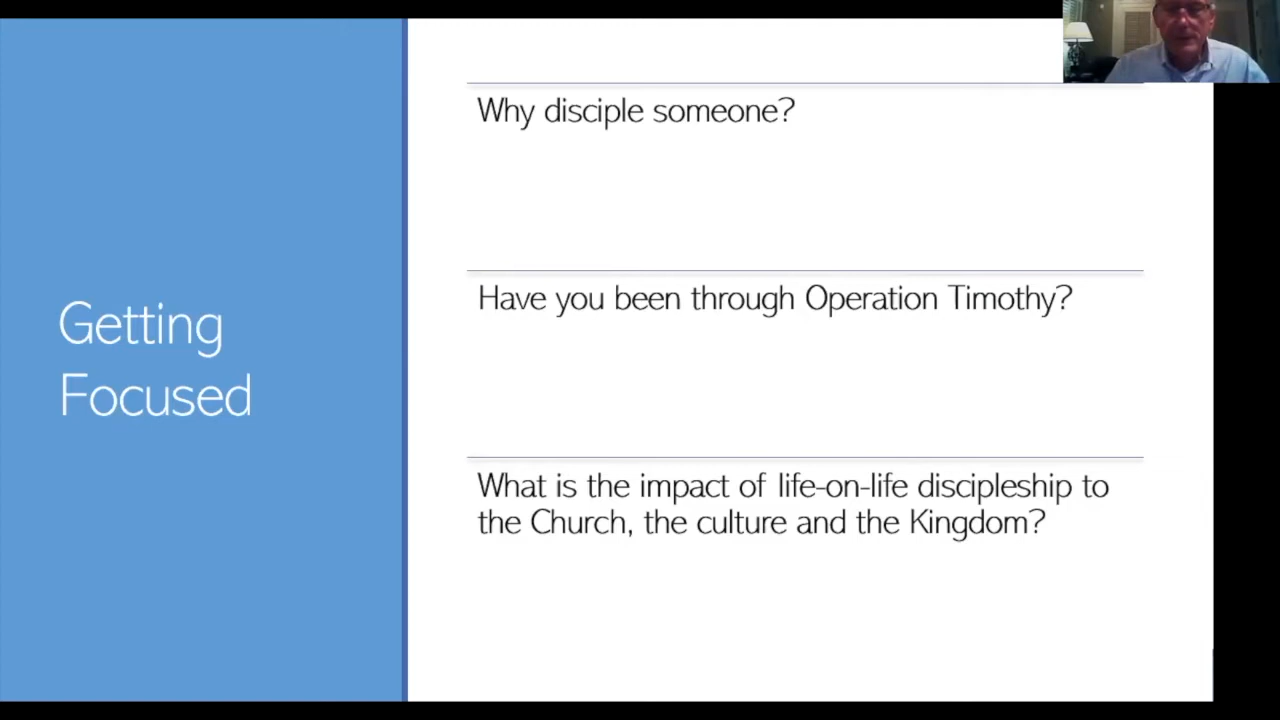 Getting
Focused
Why disciple someone?
Have you been through Operation Timothy?
What is the impact of life-on-life discipleship to
the Church, the culture and the Kingdom?